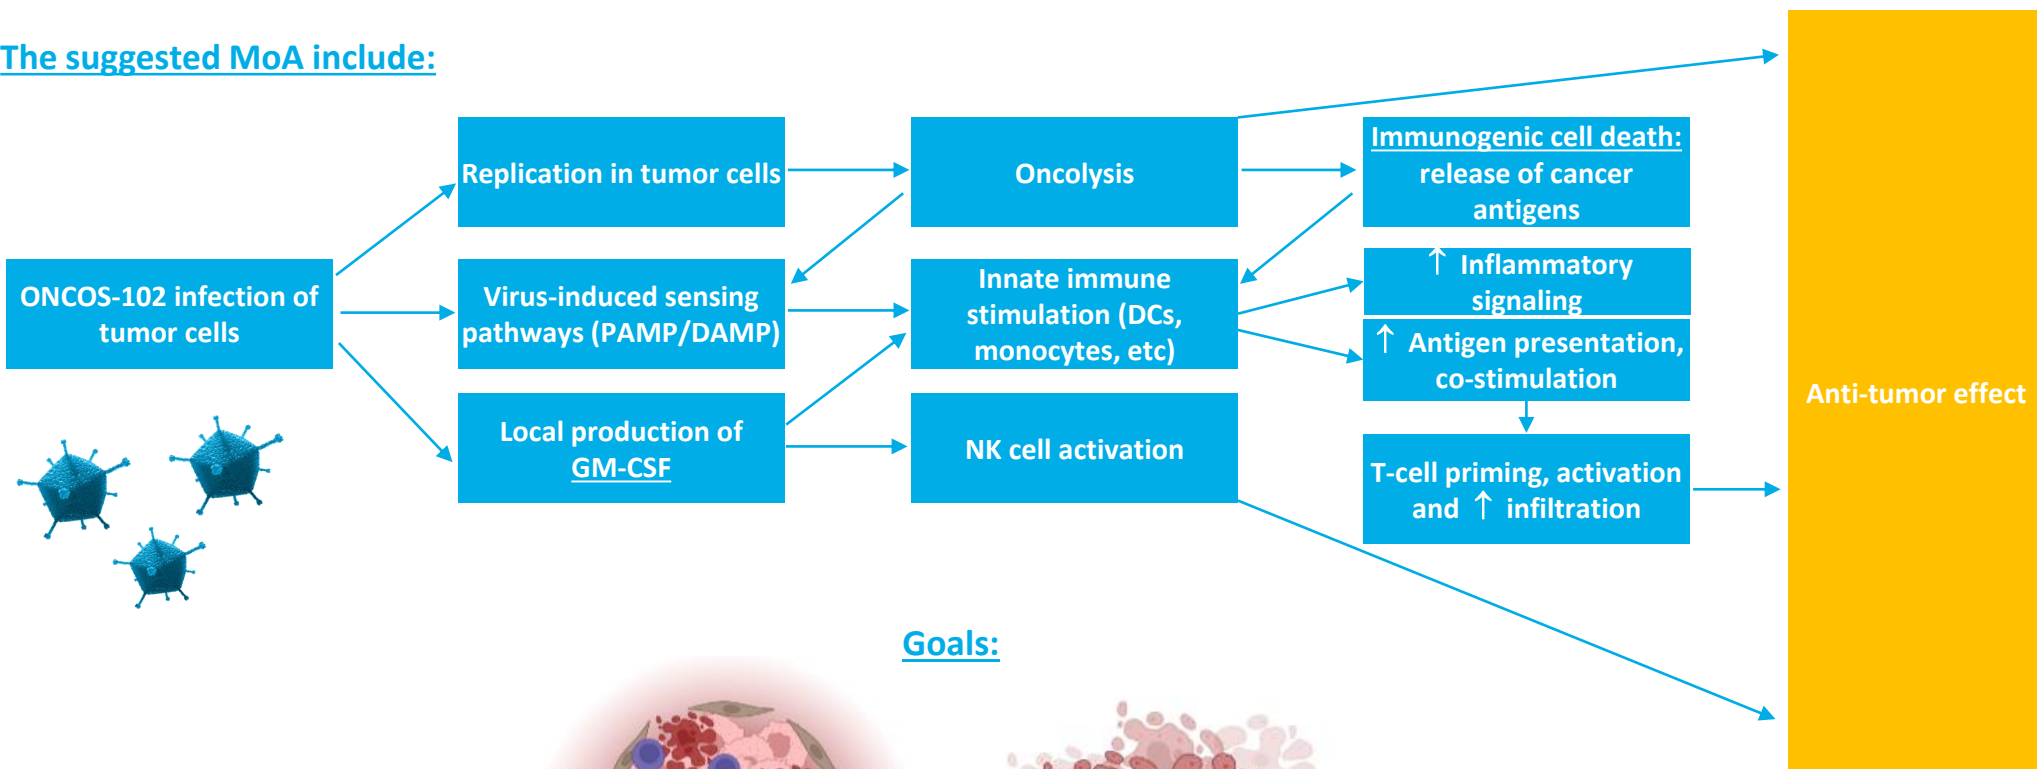 The suggested MoA include:
Replication in tumor cells
Oncolysis
Immunogenic cell death:
release of cancer
antigens
ONCOS-102 infection of
tumor cells
Virus-induced sensing
pathways (PAMP/DAMP)
Innate immune
stimulation (DCs,
monocytes, etc)
↑ Inflammatory
signaling
↑ Antigen presentation,
co-stimulation
Local production of
GM-CSF
NK cell activation
T-cell priming, activation
and ↑ infiltration
Anti-tumor effect
Goals: